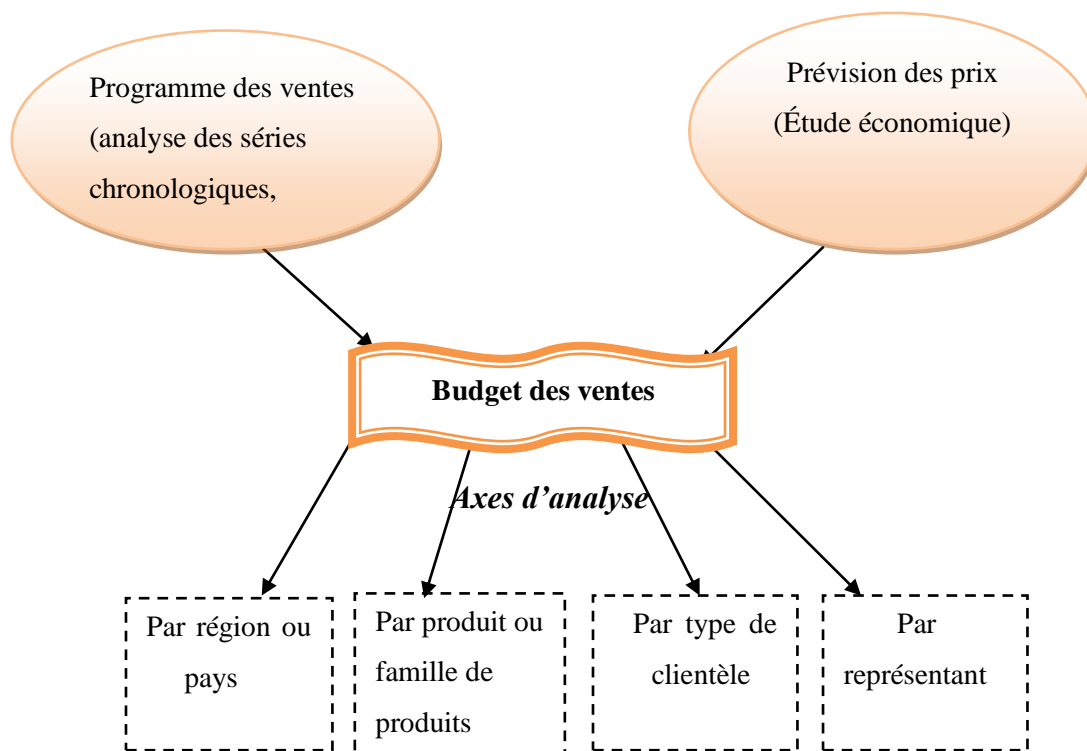 Programme des ventes
(analyse des séries
chronologiques,
Prévision des prix
(Étude économique)
Budget des ventes
Axes d’analyse
Par région ou
pays
Par produit ou
famille de
produits
Par type de
clientèle
Par
représentant